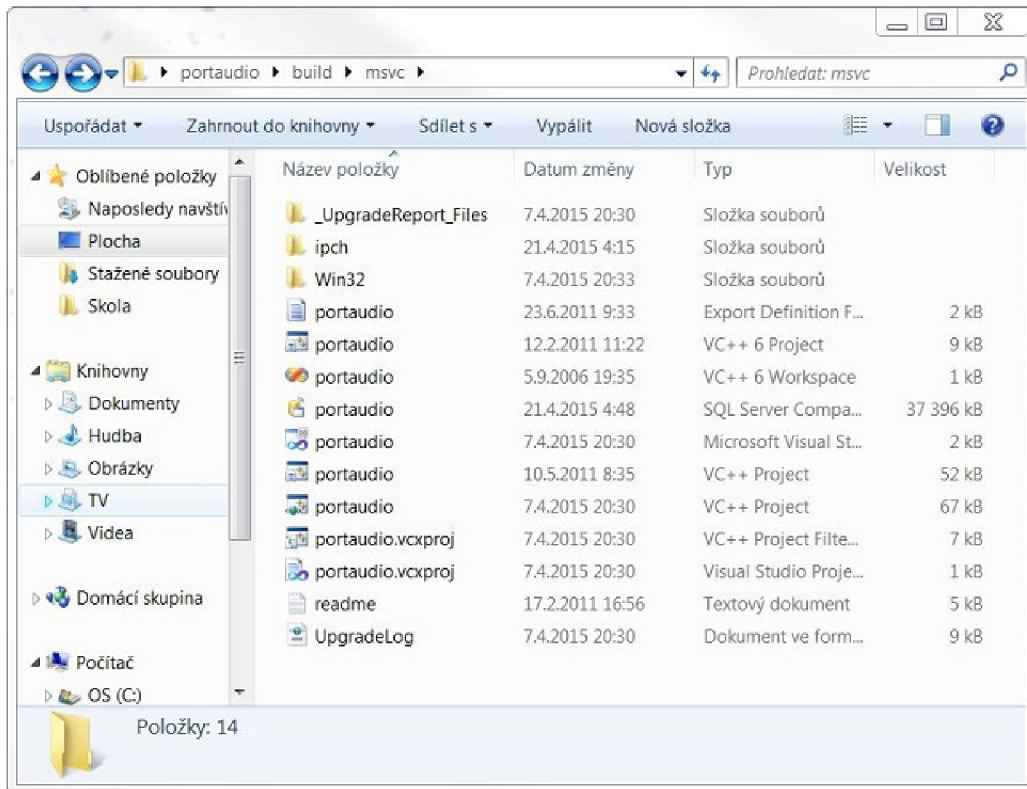 portaudio build msvc Prohledat: msvc
Uspořádat Zahrnout do knihovny Sdílet s Vypálit Nová složka
Oblíbené položky
Naposledy navštív
Plocha
Stažené soubory
Skola
Knihovny
Dokumenty
Hudba
Obrázky
TV
Videa
Domácí skupina
Počítač
OS (C:)
Název položky Datum změny Typ Velikost
_UpgradeReport_Files 7.4.2015 20:30 Složka souborů
ipch 21.4.2015 4:15 Složka souborů
Win32 7.4.2015 20:33 Složka souborů
portaudio 23.6.2011 9:33 Export Definition F... 2 kB
portaudio 12.2.2011 11:22 VC++ 6 Project 9 kB
portaudio 5.9.2006 19:35 VC++ 6 Workspace 1 kB
portaudio 21.4.2015 4:48 SQL Server Compa... 37 396 kB
portaudio 7.4.2015 20:30 Microsoft Visual St... 2 kB
portaudio 10.5.2011 8:35 VC++ Project 52 kB
portaudio 7.4.2015 20:30 VC++ Project 67 kB
portaudio.vcxproj 7.4.2015 20:30 VC++ Project Filte... 7 kB
portaudio.vcxproj 7.4.2015 20:30 Visual Studio Proje... 1 kB
readme 17.2.2011 16:56 Textový dokument 5 kB
UpgradeLog 7.4.2015 20:30 Dokument ve form... 9 kB
Položky: 14